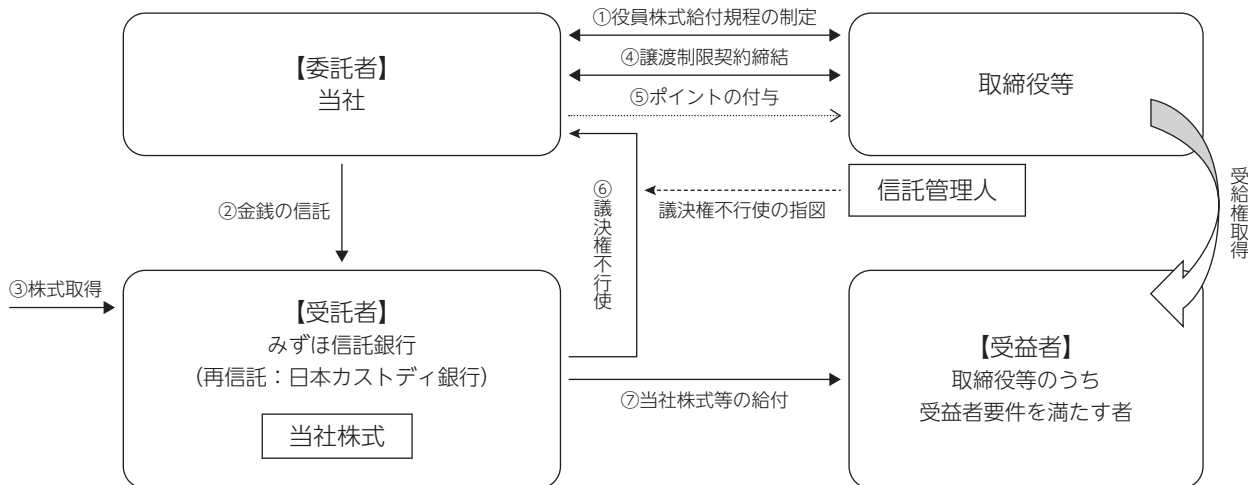 ①役員株式給付規程の制定
④譲渡制限契約締結
⑤ポイントの付与
【委託者】
当社
取締役等
信託管理人
議決権不行使の指図
⑥議決権不行使
受給権取得
②金銭の信託
③株式取得
【受託者】
みずほ信託銀行
(再信託：日本カストディ銀行)
当社株式
⑦当社株式等の給付
【受益者】
取締役等のうち
受益者要件を満たす者